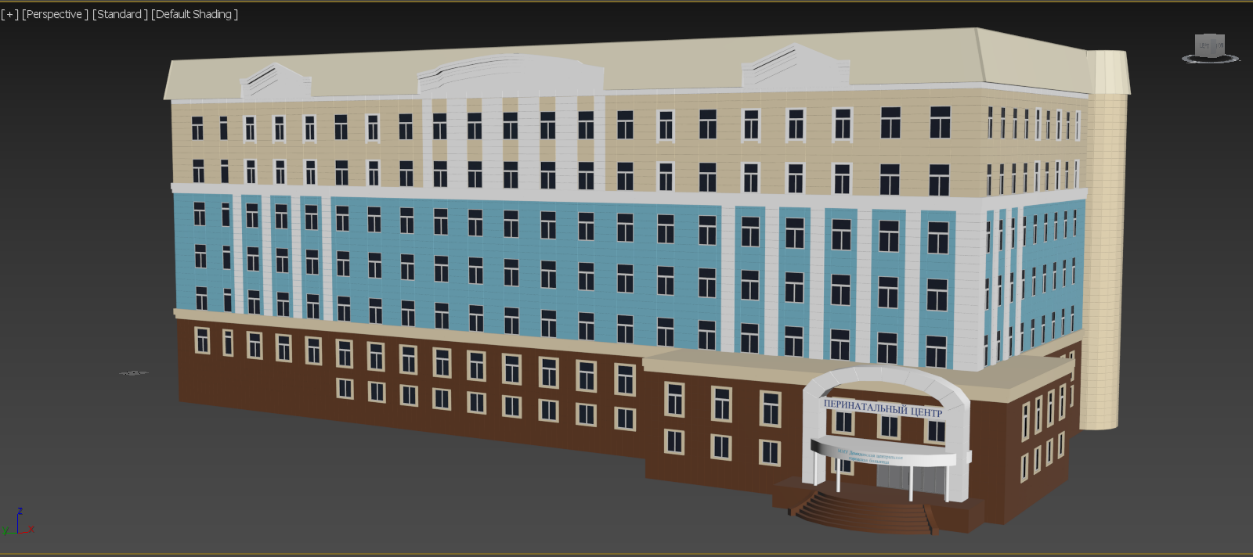 [+] [Perspective] [Standard] [Default Shading]
ПЕРИНАТАЛЬНЫЙ ЦЕНТР
z
x
y